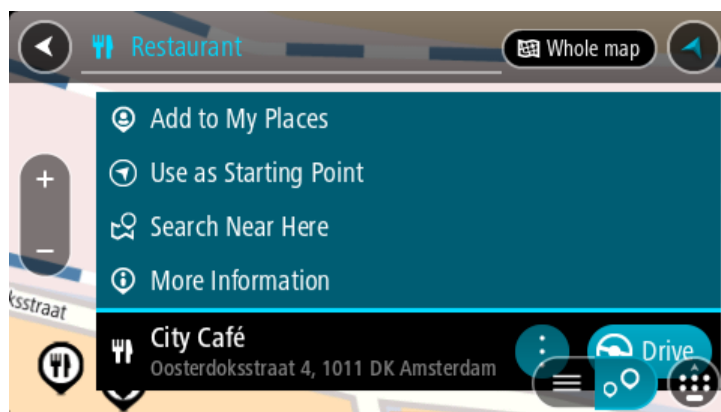 Restaurant
Whole map
Add to My Places
Use as Starting Point
Search Near Here
More Information
ksstraat
City Café
Drive
Oosterdoksstraat 4, 1011 DK Amsterdam